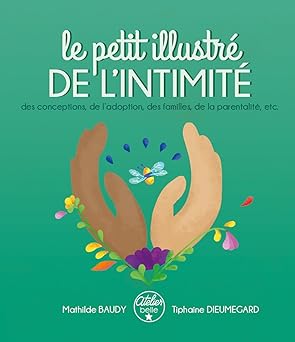 le petit illustré
DE L'INTIMITÉ
des conceptions, de l'adoption, des familles, de la parentalité, etc.
Mathilde BAUDY
Atelier
belle
Tiphaine DIEUMEGARD